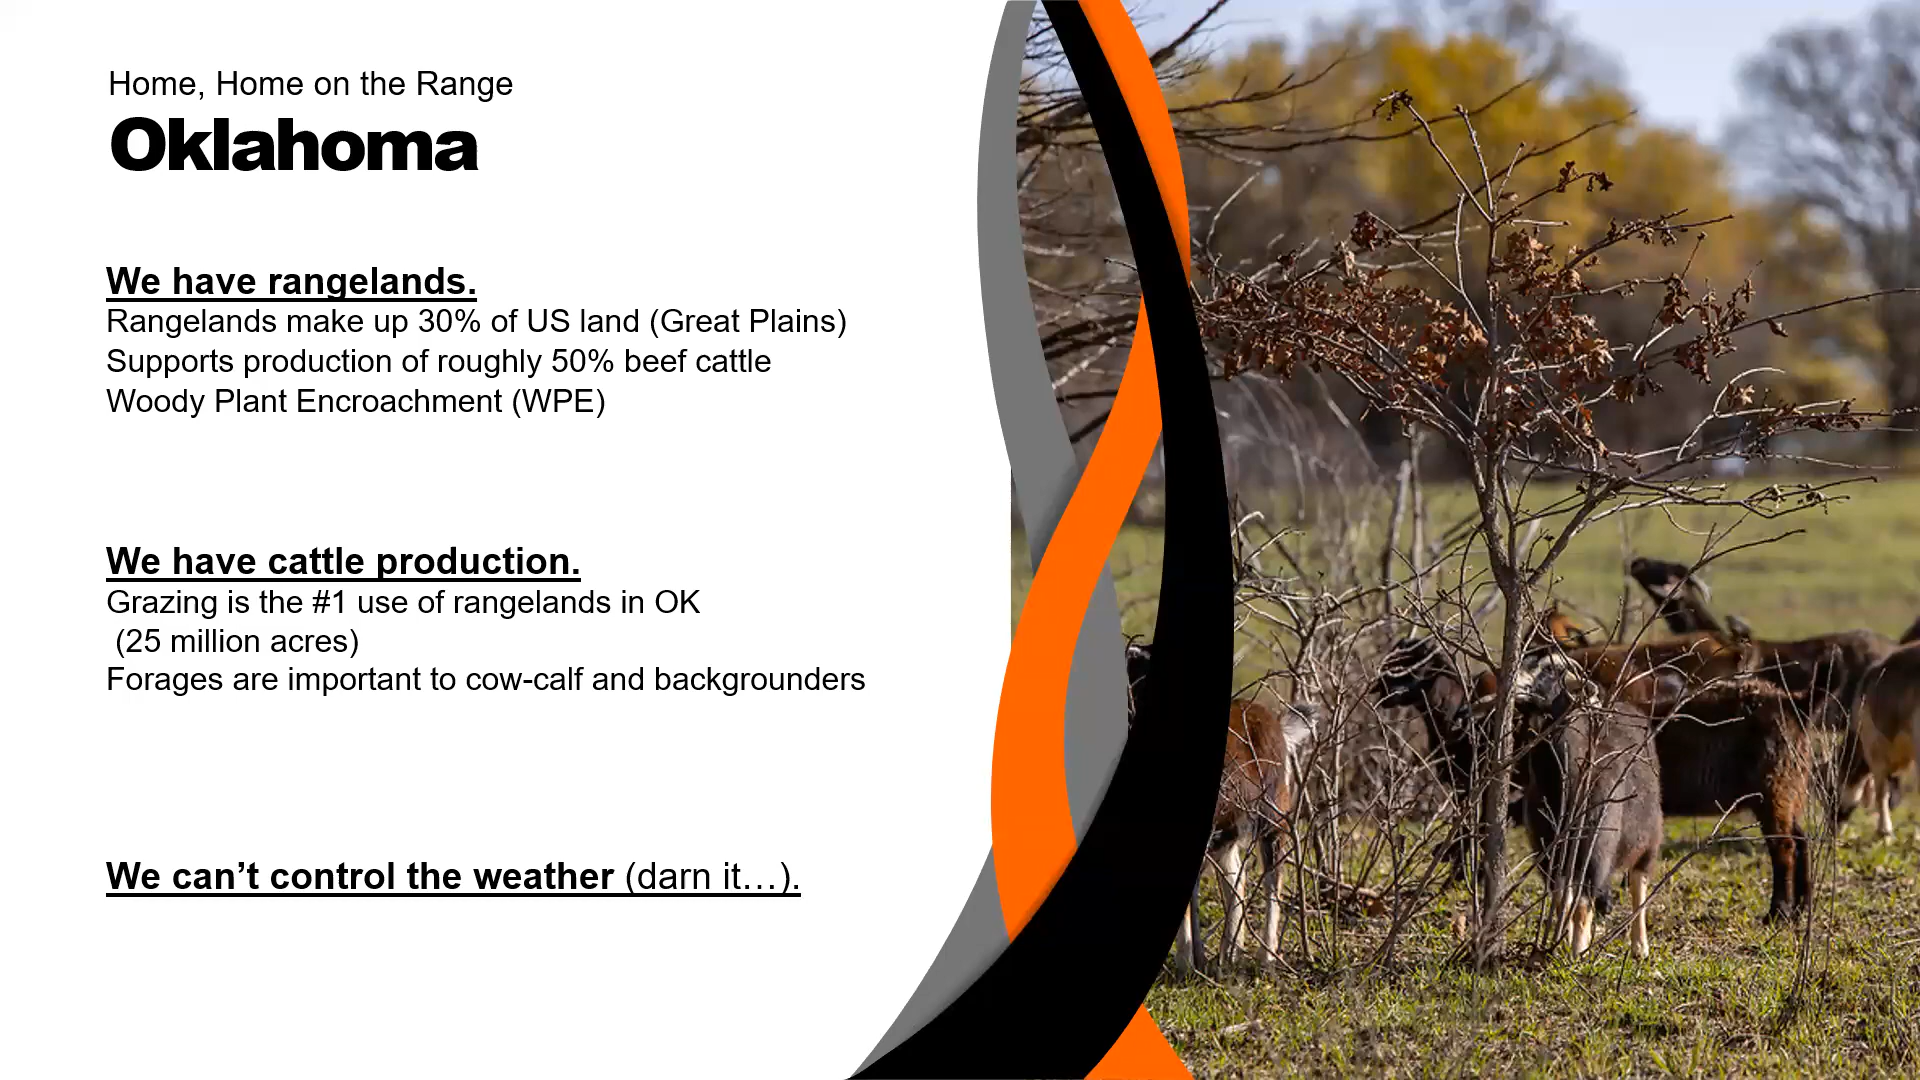 Home, Home on the Range
Oklahoma
We have rangelands.
Rangelands make up 30% of US land (Great Plains)
Supports production of roughly 50% beef cattle
Woody Plant Encroachment (WPE)
We have cattle production.
Grazing is the #1 use of rangelands in OK
(25 million acres)
Forages are important to cow-calf and backgrounders
We can’t control the weather (darn it…).